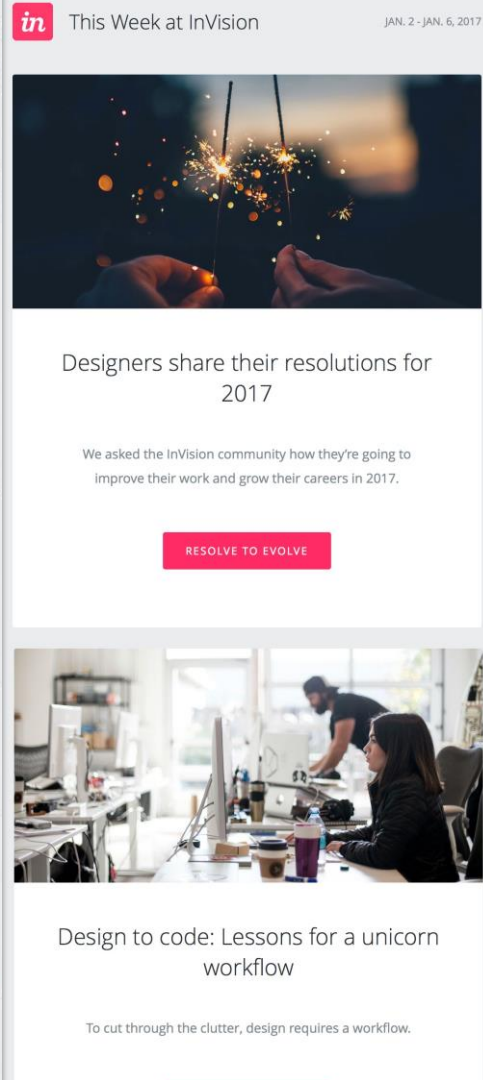 in This Week at InVision JAN. 2 - JAN. 6, 2017
Designers share their resolutions for
2017
We asked the InVision community how they’re going to
improve their work and grow their careers in 2017.
RESOLVE TO EVOLVE
Design to code: Lessons for a unicorn
workflow
To cut through the clutter, design requires a workflow.